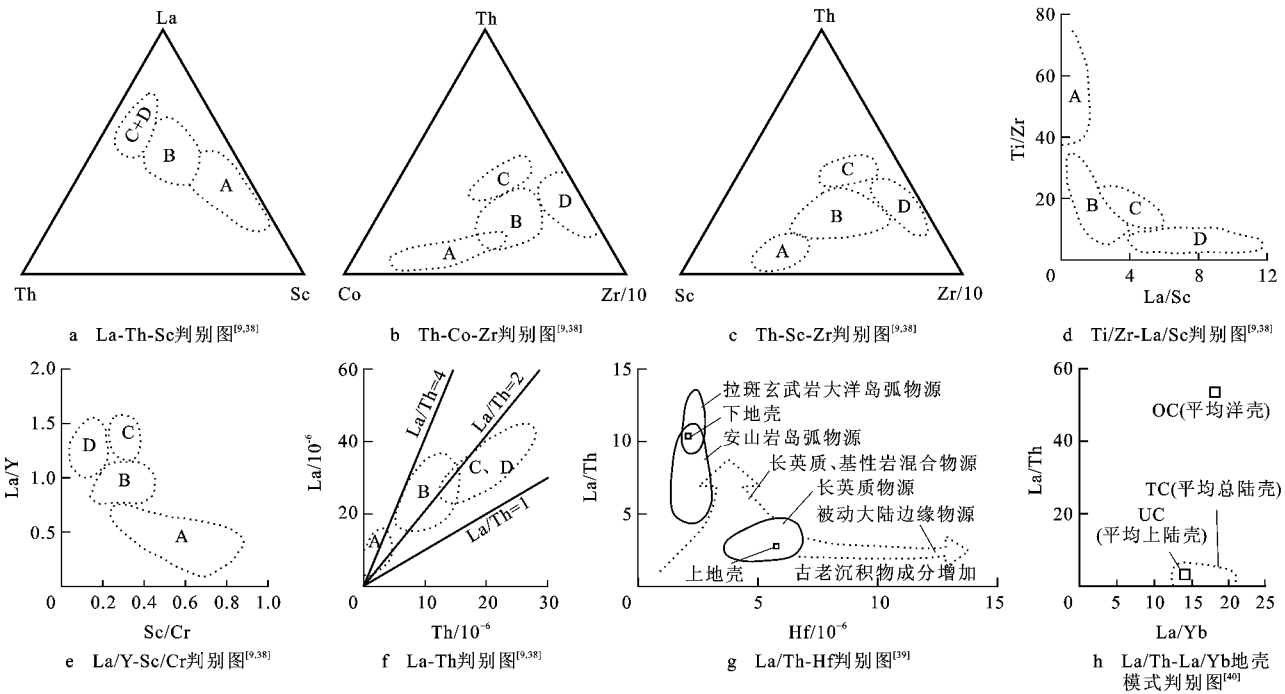 La
C+D
B
A
Th
Sc
a La-Th-Sc判别图[9,38]
Th
C
D
B
A
Co
Zr/10
b Th-Co-Zr判别图[9,38]
Th
C
B
D
A
Sc
Zr/10
c Th-Sc-Zr判别图[9,38]
80
60
40
20
0
Ti/Zr
A
B
C
D
0
4
8
12
La/Sc
d Ti/Zr-La/Sc判别图[9,38]
2.0
1.5
1.0
0.5
La/Y
D
C
B
A
0
0.2
0.4
0.6
0.8
1.0
Sc/Cr
e La/Y-Sc/Cr判别图[9,38]
60
40
20
La/10-6
La/Th=4
La/Th=2
La/Th=1
A
B
C、D
0
10
20
30
Th/10-6
f La-Th判别图[9,38]
15
10
5
La/Th
拉斑玄武岩大洋岛弧物源
下地壳
安山岩岛弧物源
长英质、基性岩混合物源
长英质物源
被动大陆边缘物源
上地壳
古老沉积物成分增加
0
5
10
15
Hf/10-6
g La/Th-Hf判别图[39]
60
40
20
0
La/Th
OC(平均洋壳)
TC(平均总陆壳)
UC
(平均上陆壳)
0
5
10
15
20
25
La/Yb
h La/Th-La/Yb地壳
模式判别图[40]